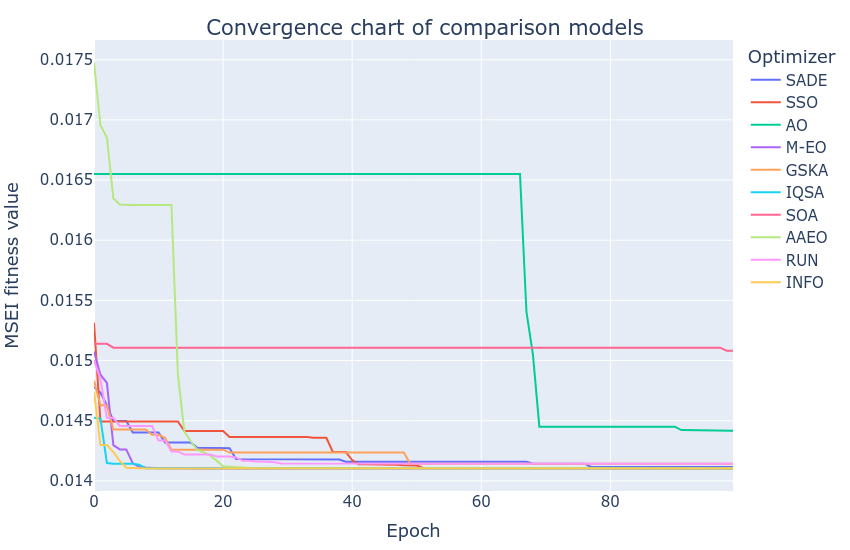 Convergence chart of comparison models
Optimizer
SADE
SSO
AO
M-EO
GSKA
IQSA
SOA
AAEO
RUN
INFO
MSEI fitness value
0.0175
0.017
0.0165
0.016
0.0155
0.015
0.0145
0.014
0 20 40 60 80
Epoch